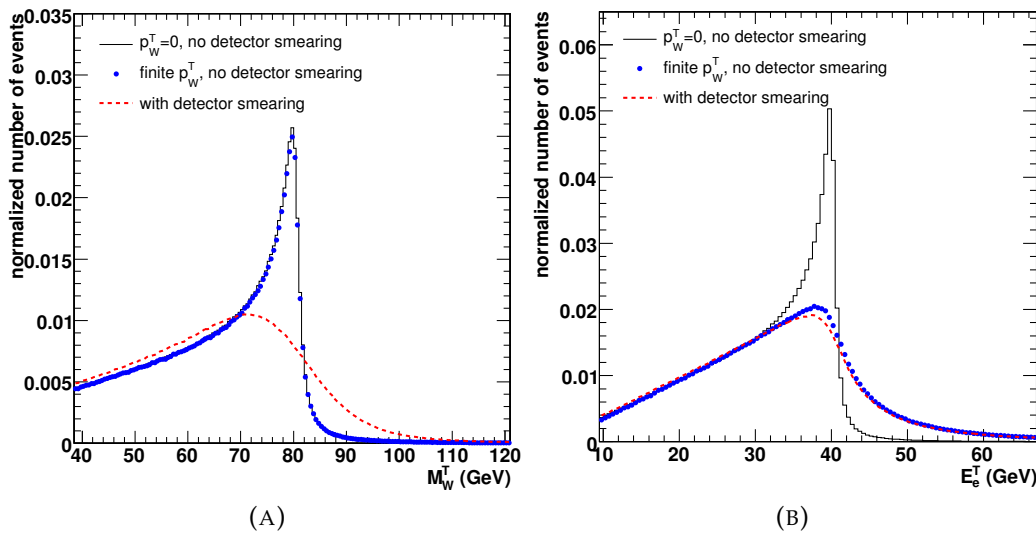 normalized number of events
0.035
0.03
0.025
0.02
0.015
0.01
0.005
0
p_W^T=0, no detector smearing
finite p_W^T, no detector smearing
with detector smearing
40 50 60 70 80 90 100 110 120
M_W^T (GeV)
(A)
normalized number of events
0.06
0.05
0.04
0.03
0.02
0.01
0
p_W^T=0, no detector smearing
finite p_W^T, no detector smearing
with detector smearing
10 20 30 40 50 60
E_e^T (GeV)
(B)